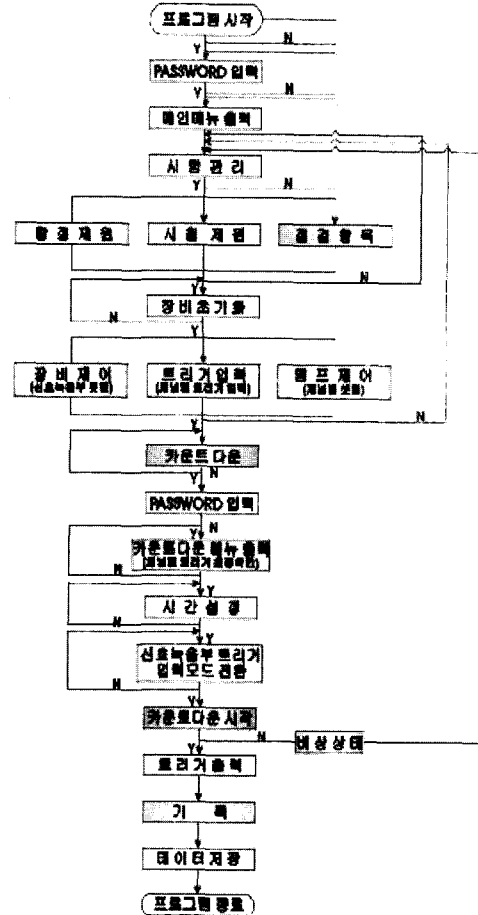 프로그램 시작
N
Y
PASSWORD 입력
Y
N
메인메뉴 출력
시험관리
Y
N
Y
환경제원
시험제원
점검항목
N
Y
장비초기화
N
Y
장비제어
트리거입력
램프제어
N
Y
카운트 다운
N
Y
PASSWORD 입력
N
Y
카운트다운 메뉴 출력
N
Y
시간설정
N
Y
신호녹음부 트리거
입력모드 전환
N
Y
카운트다운 시작
N
비상상태
Y
트리거출력
기 록
데이터저장
프로그램 종료